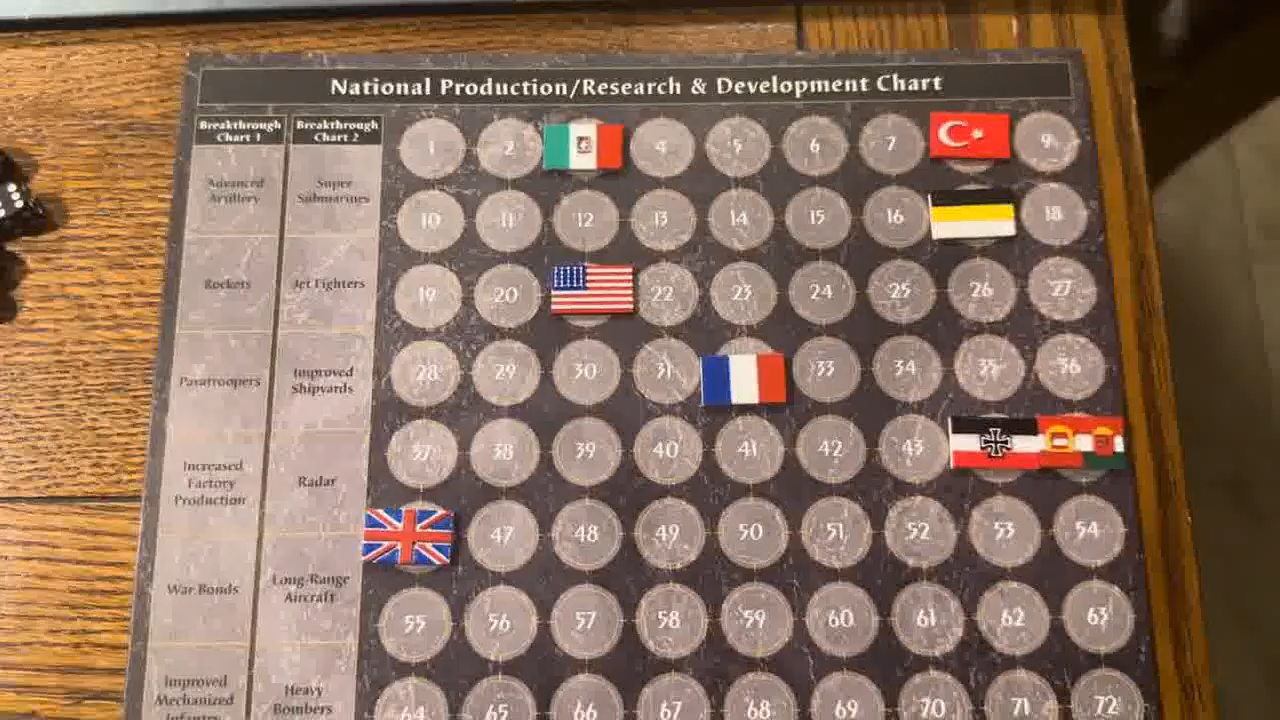 National Production/Research & Development Chart
Breakthrough
Chart 1
Breakthrough
Chart 2
1 2 4 5 6 7 9
Advanced
Artillery
Super
Submarines
10 11 12 13 14 15 16 18
Rockets
Jet Fighters
19 20 22 23 24 25 26 27
Paratroopers
Improved
Shipyards
28 29 30 31 33 34 35 36
Increased
Factory
Production
Radar
37 38 39 40 41 42 43
47 48 49 50 51 52 53 54
War Bonds
Long-Range
Aircraft
55 56 57 58 59 60 61 62 63
Improved
Mechanized
Infantry
Heavy
Bombers
64 65 66 67 68 69 70 71 72